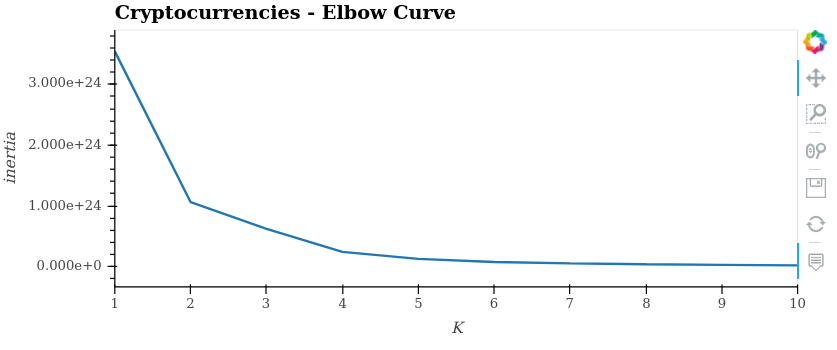 Cryptocurrencies - Elbow Curve
3.000e+24
2.000e+24
1.000e+24
0.000e+0
inertia
1 2 3 4 5 6 7 8 9 10
K